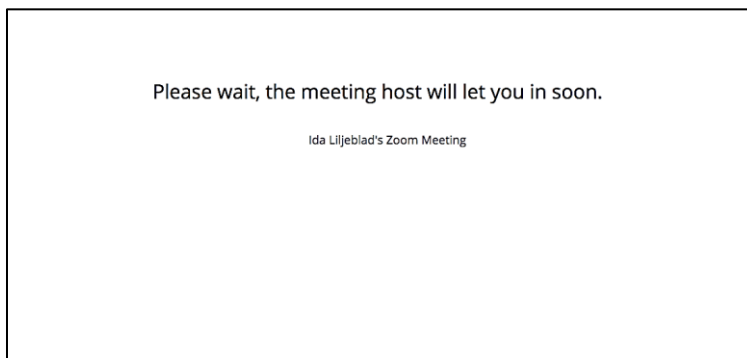 Please wait, the meeting host will let you in soon.
Ida Liljeblad's Zoom Meeting